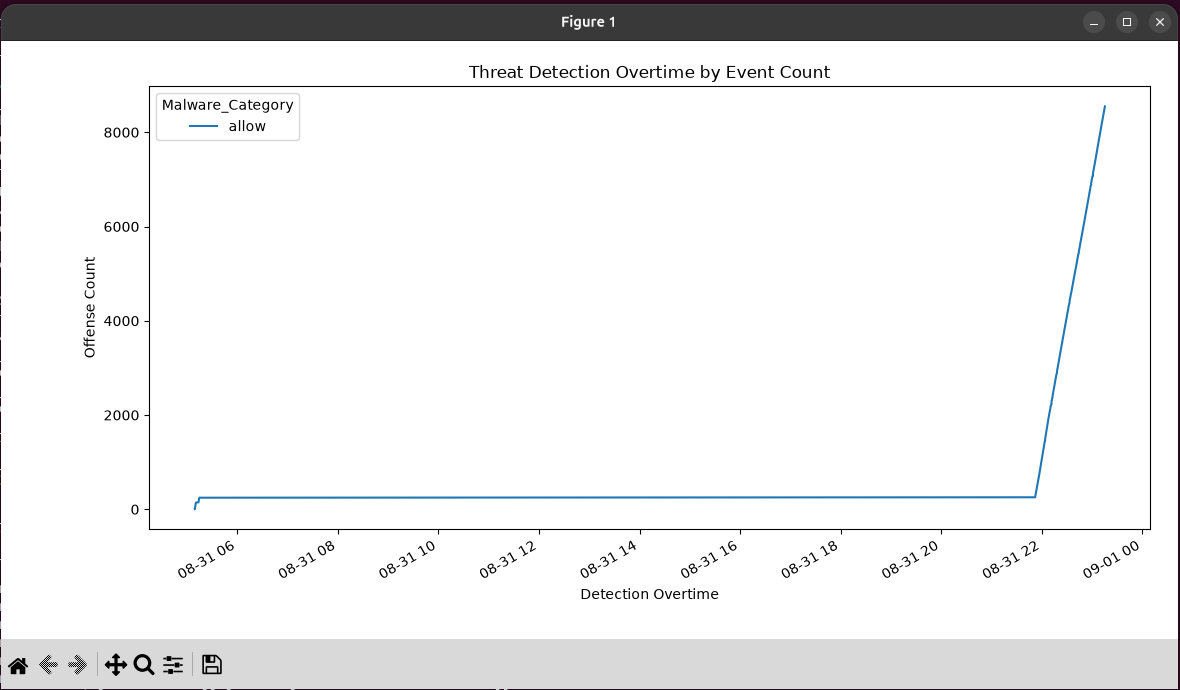 Figure 1
Threat Detection Overtime by Event Count
Malware_Category
allow
Offense Count
8000
6000
4000
2000
0
08-31 06
08-31 08
08-31 10
08-31 12
08-31 14
08-31 16
08-31 18
08-31 20
08-31 22
09-01 00
Detection Overtime